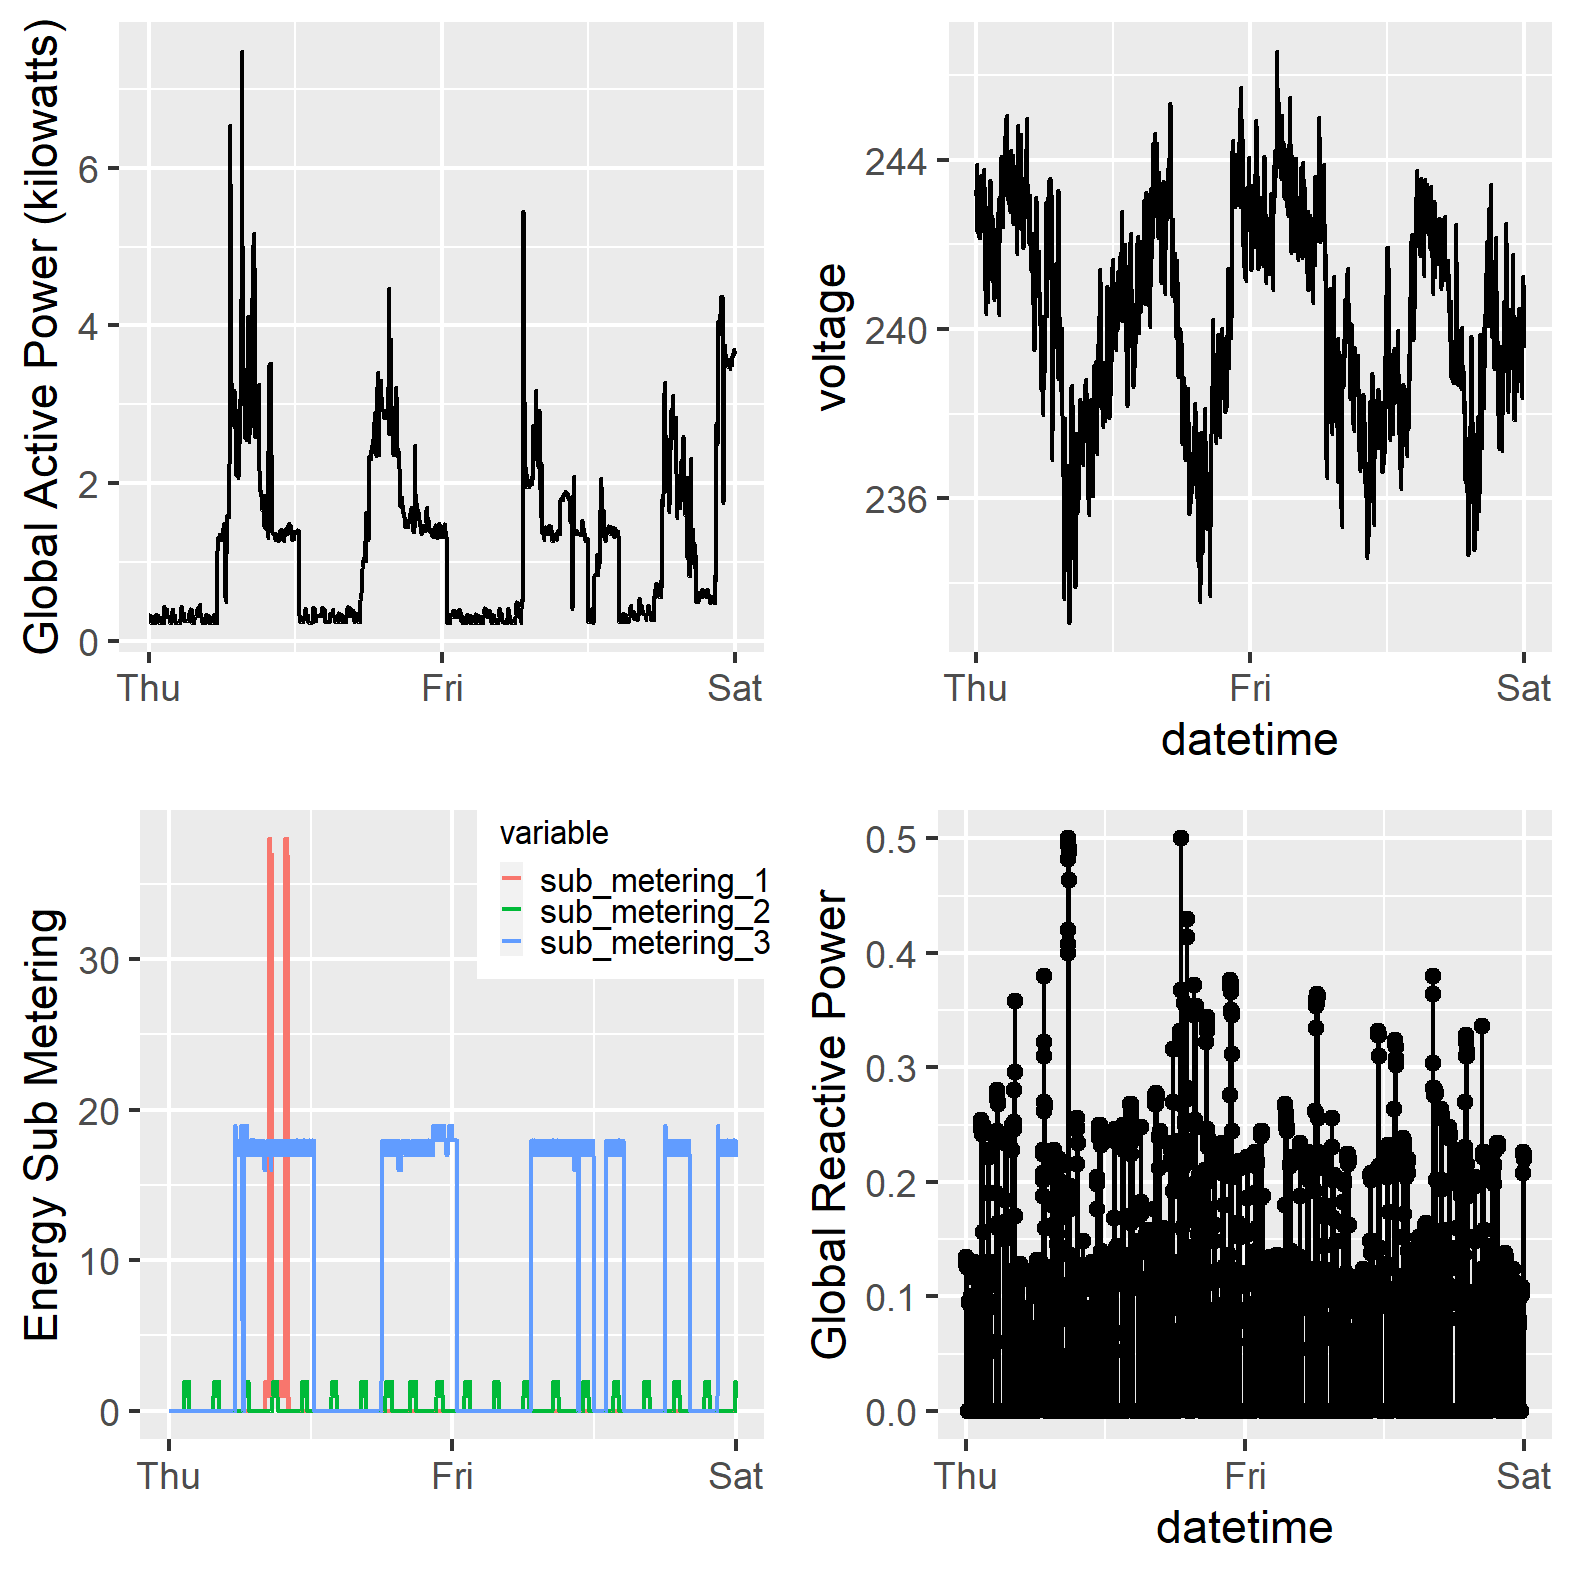 Global Active Power (kilowatts)
6
4
2
0
Thu Fri Sat
voltage
244
240
236
Thu Fri Sat
datetime
Energy Sub Metering
30
20
10
0
variable
sub_metering_1
sub_metering_2
sub_metering_3
Thu Fri Sat
Global Reactive Power
0.5
0.4
0.3
0.2
0.1
0.0
Thu Fri Sat
datetime